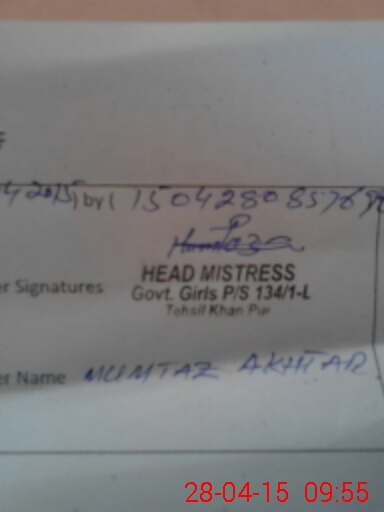 4 2015) by ( 1504280857690
HEAD MISTRESS
er Signatures Govt. Girls P/S 134/1-L
Tehsil Khan Pur
er Name MUMTAZ AKHTAR
28-04-15 09:55